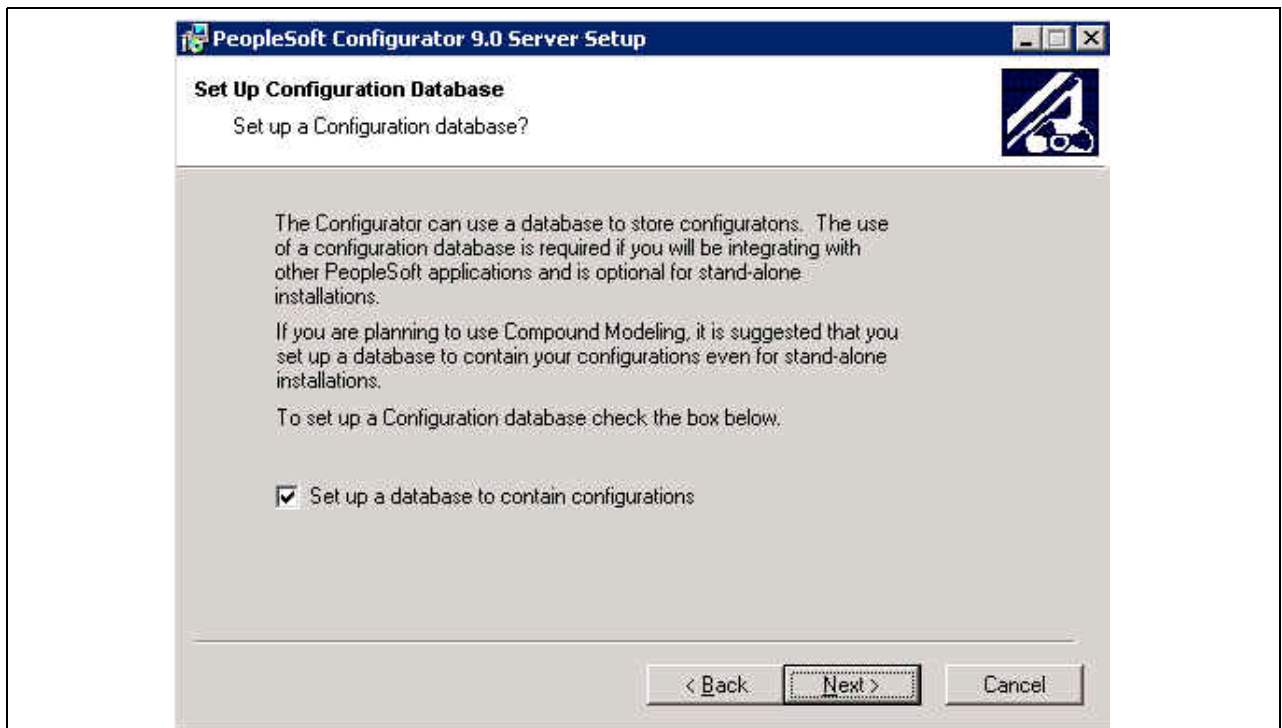 PeopleSoft Configurator 9.0 Server Setup
Set Up Configuration Database
Set up a Configuration database?
The Configurator can use a database to store configuratons. The use
of a configuration database is required if you will be integrating with
other PeopleSoft applications and is optional for stand-alone
installations.
If you are planning to use Compound Modeling, it is suggested that you
set up a database to contain your configurations even for stand-alone
installations.
To set up a Configuration database check the box below.
Set up a database to contain configurations
< Back
Next >
Cancel